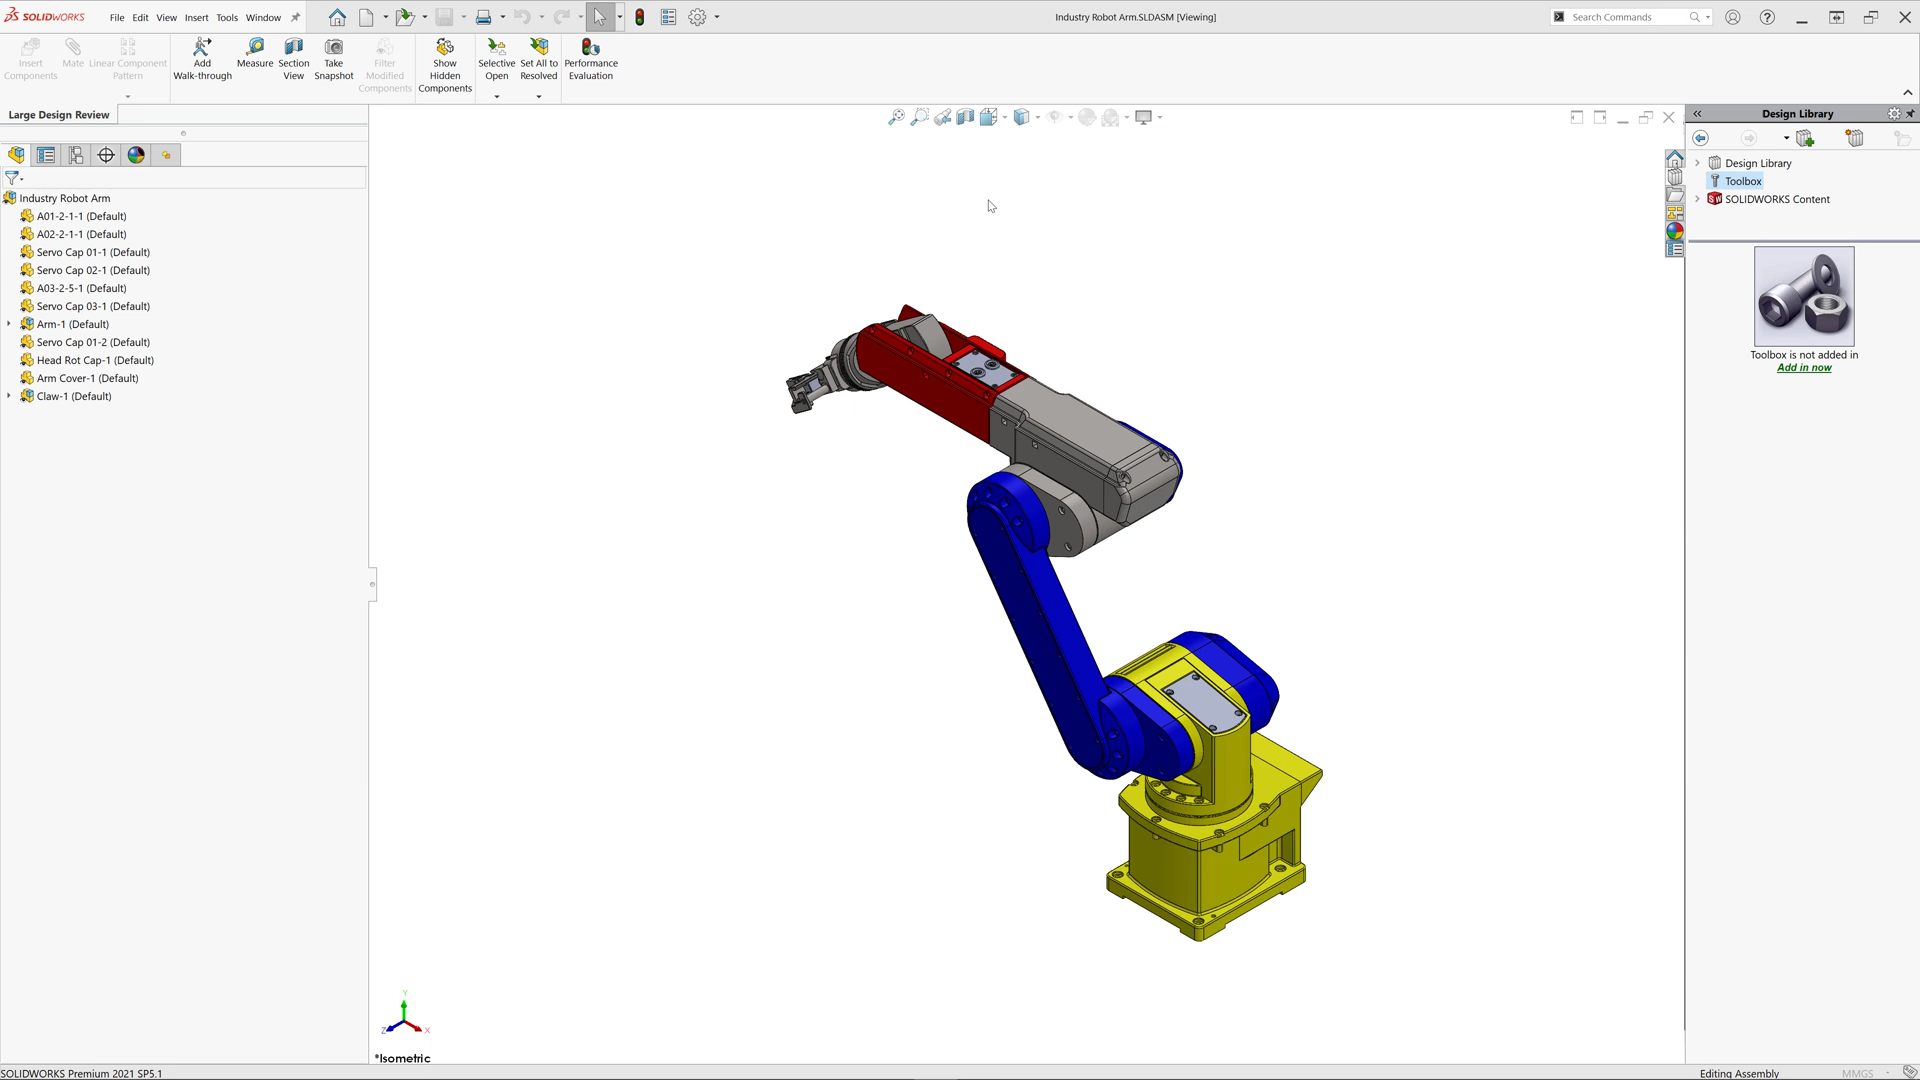 SOLIDWORKS File Edit View Insert Tools Window
Industry Robot Arm.SLDASM [Viewing]
Search Commands
Insert Components
Mate
Linear Component Pattern
Add Walk-through
Measure
Section View
Take Snapshot
Filter Modified Components
Show Hidden Components
Selective Open
Set All to Resolved
Performance Evaluation
Large Design Review
Industry Robot Arm
A01-2-1-1 (Default)
A02-2-1-1 (Default)
Servo Cap 01-1 (Default)
Servo Cap 02-1 (Default)
A03-2-5-1 (Default)
Servo Cap 03-1 (Default)
Arm-1 (Default)
Servo Cap 01-2 (Default)
Head Rot Cap-1 (Default)
Arm Cover-1 (Default)
Claw-1 (Default)
Y
Z
X
*Isometric
Design Library
Design Library
Toolbox
SOLIDWORKS Content
Toolbox is not added in
Add in now
SOLIDWORKS Premium 2021 SP5.1
Editing Assembly
MMGS